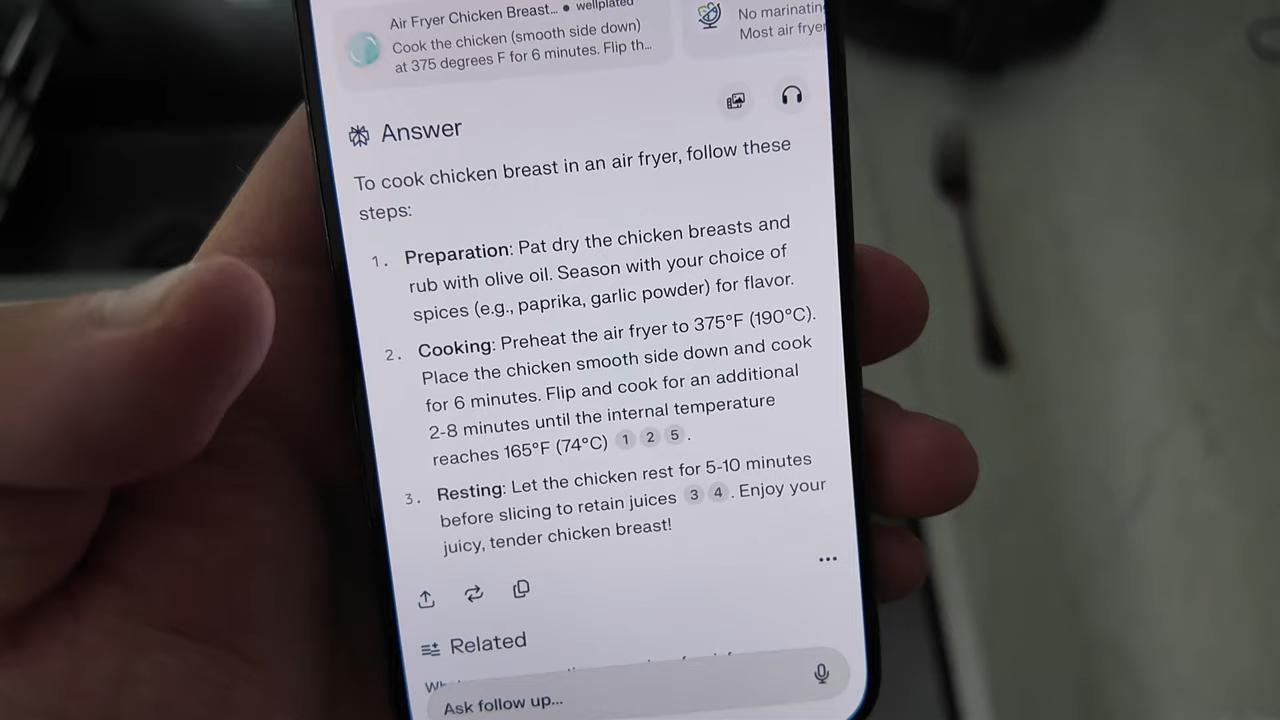 Air Fryer Chicken Breast... • wellplated
Cook the chicken (smooth side down)
at 375 degrees F for 6 minutes. Flip th...
No marinatin
Most air fryer
Answer
To cook chicken breast in an air fryer, follow these
steps:
1. Preparation: Pat dry the chicken breasts and
rub with olive oil. Season with your choice of
spices (e.g., paprika, garlic powder) for flavor.
2. Cooking: Preheat the air fryer to 375°F (190°C).
Place the chicken smooth side down and cook
for 6 minutes. Flip and cook for an additional
2-8 minutes until the internal temperature
reaches 165°F (74°C) 1 2 5.
3. Resting: Let the chicken rest for 5-10 minutes
before slicing to retain juices 3 4. Enjoy your
juicy, tender chicken breast!
Related
Ask follow up...